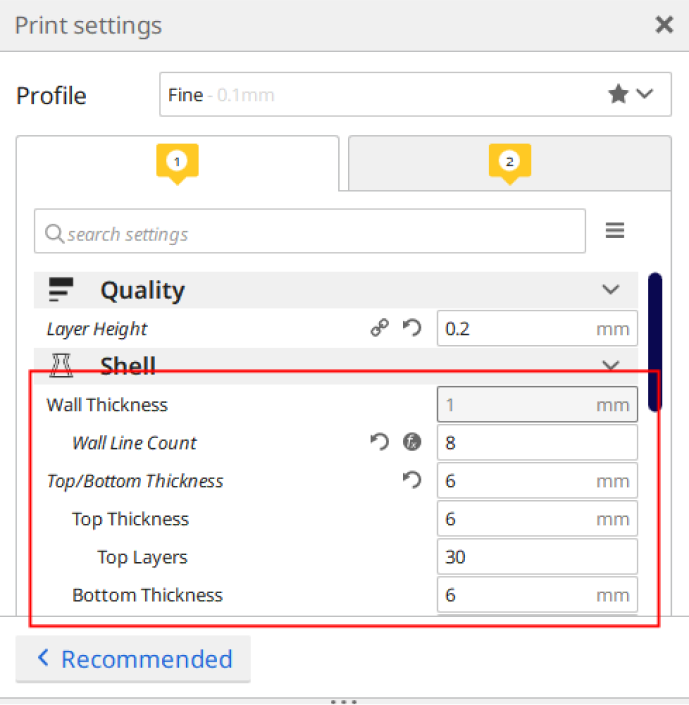 Print settings
Profile
Fine - 0.1mm
1
2
search settings
Quality
Layer Height 0.2 mm
Shell
Wall Thickness 1 mm
Wall Line Count fx 8
Top/Bottom Thickness 6 mm
Top Thickness 6 mm
Top Layers 30
Bottom Thickness 6 mm
Recommended